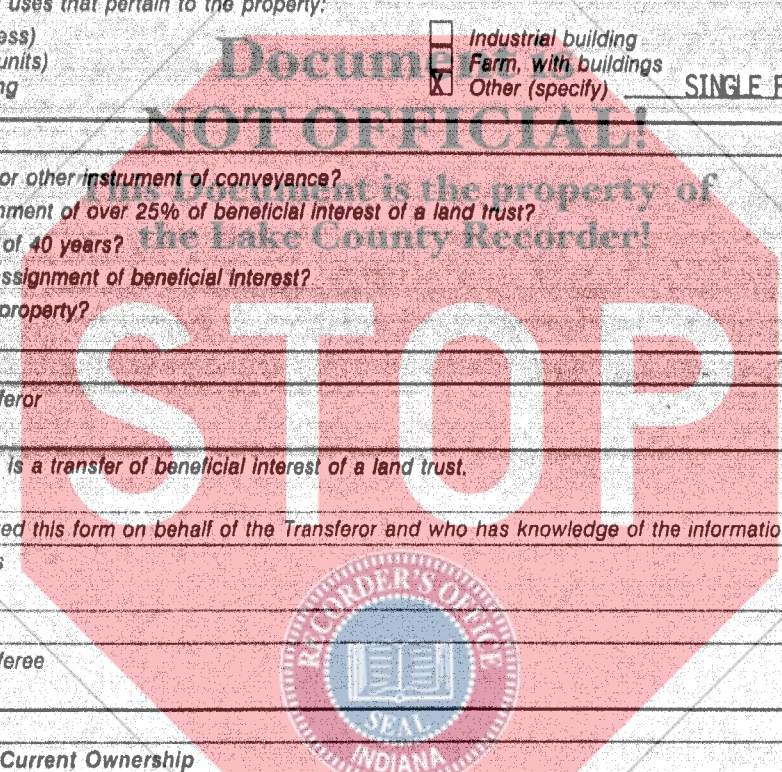 uses that pertain to the property:
ess) Industrial building
units) Farm, with buildings
ng X Other (specify) SINGLE F
Document is
NOT OFFICIAL!
This Document is the property of
the Lake County Recorder!
or other instrument of conveyance?
nment of over 25% of beneficial interest of a land trust?
of 40 years?
ssignment of beneficial interest?
property?
STOP
feror
is a transfer of beneficial interest of a land trust.
ed this form on behalf of the Transferor and who has knowledge of the informatio
s
RECORDER'S OFFICE
SEAL
INDIANA
feree
Current Ownership